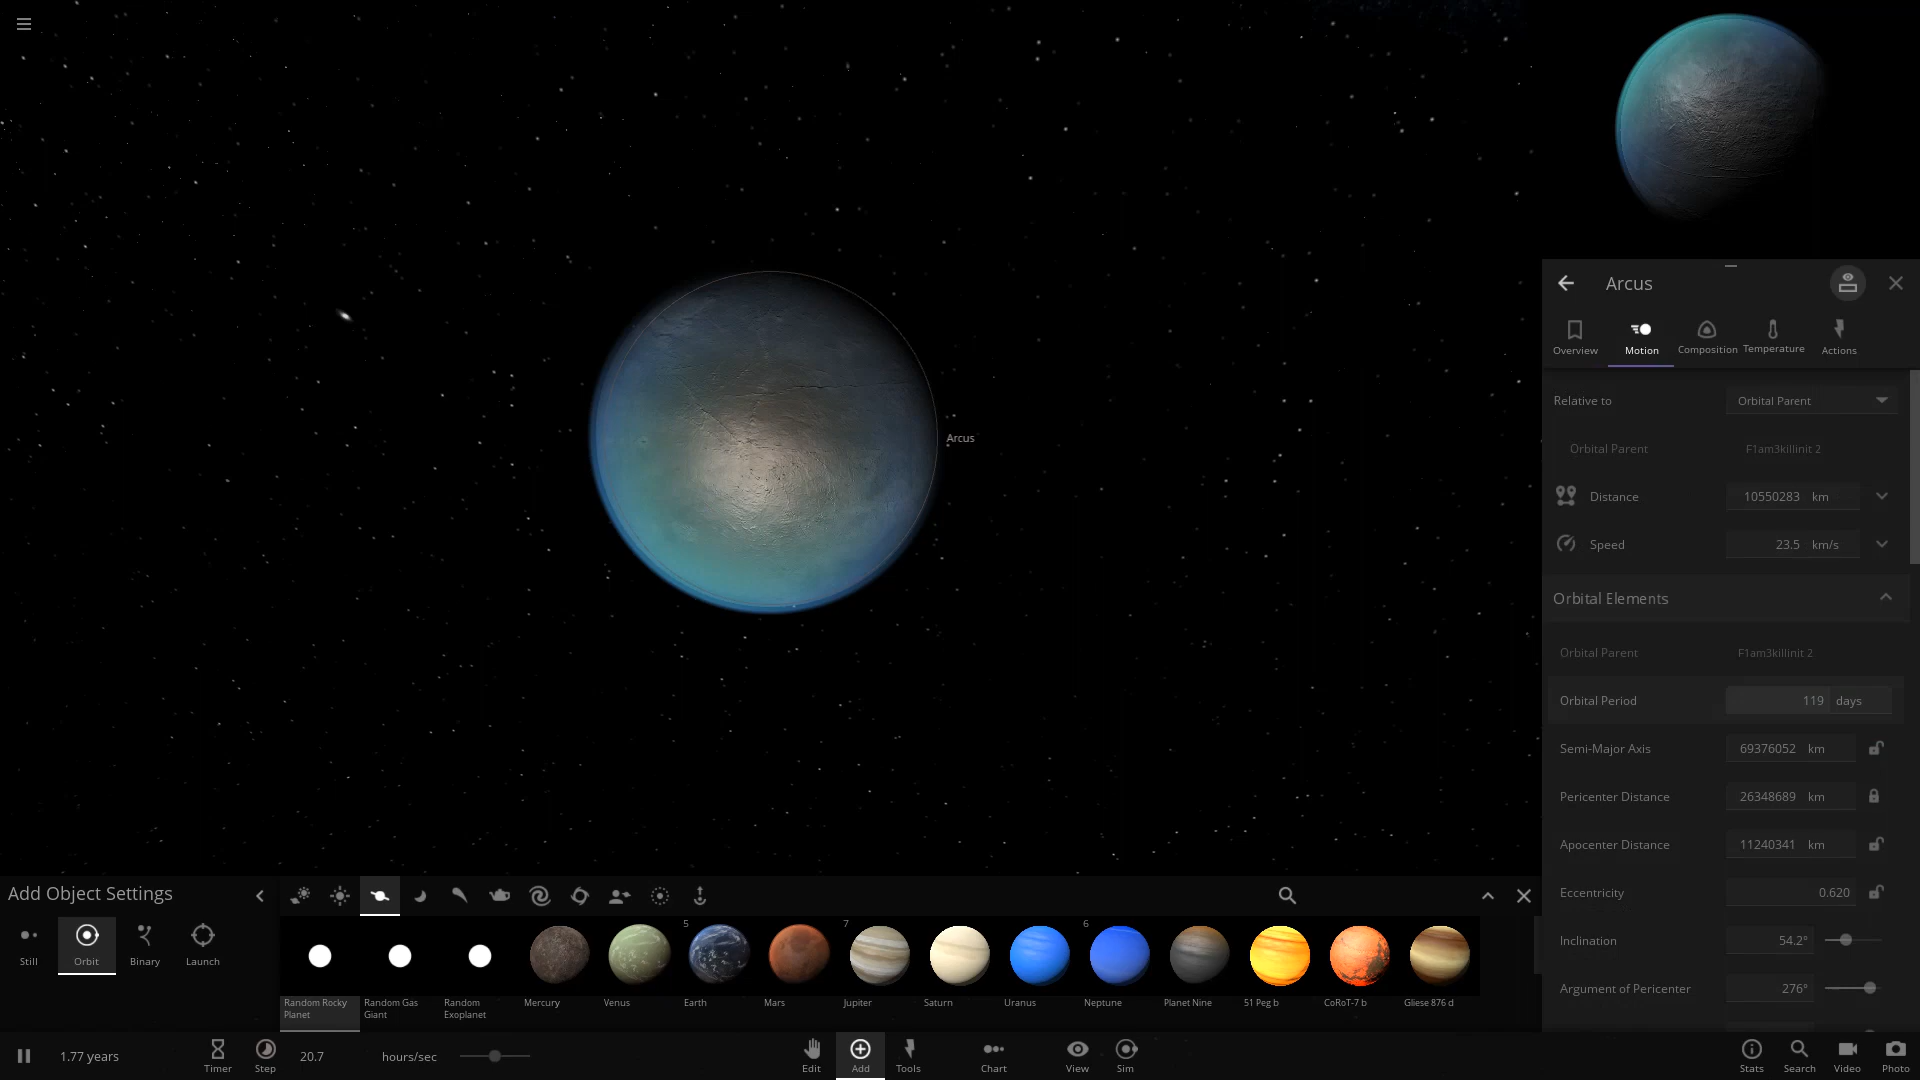 Arcus
Arcus
Overview
Motion
Composition
Temperature
Actions
Relative to
Orbital Parent
Orbital Parent
F1am3killinit 2
Distance
10550283 km
Speed
23.5 km/s
Orbital Elements
Orbital Parent
F1am3killinit 2
Orbital Period
119 days
Semi-Major Axis
69376052 km
Pericenter Distance
26348689 km
Apocenter Distance
11240341 km
Eccentricity
0.620
Inclination
54.2°
Argument of Pericenter
276°
Add Object Settings
Still
Orbit
Binary
Launch
5
7
6
Random Rocky
Planet
Random Gas
Giant
Random
Exoplanet
Mercury
Venus
Earth
Mars
Jupiter
Saturn
Uranus
Neptune
Planet Nine
51 Peg b
CoRoT-7 b
Gliese 876 d
1.77 years
Timer
Step
20.7
hours/sec
Edit
Add
Tools
Chart
View
Sim
Stats
Search
Video
Photo